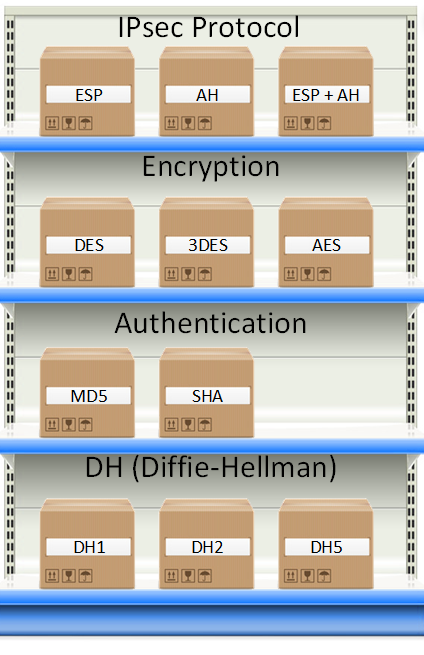 IPsec Protocol
ESP
AH
ESP + AH
Encryption
DES
3DES
AES
Authentication
MD5
SHA
DH (Diffie-Hellman)
DH1
DH2
DH5